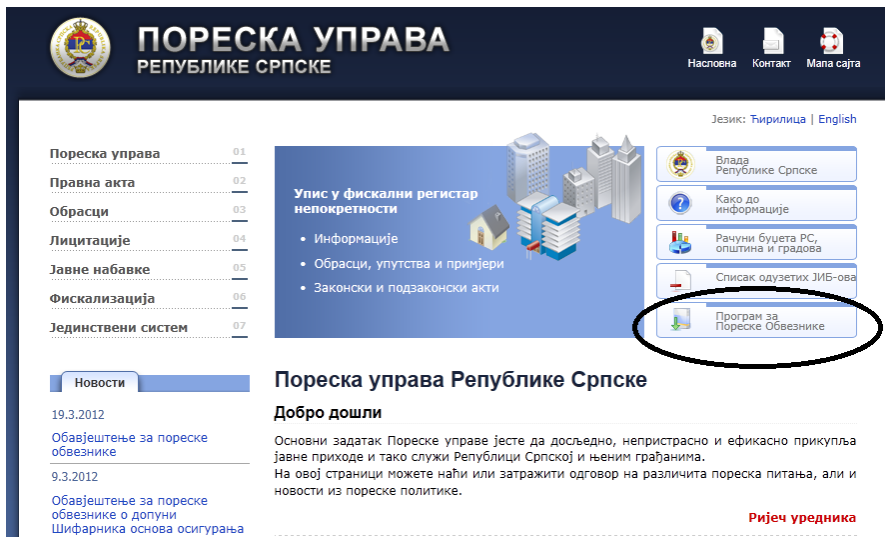 ПОРЕСКА УПРАВА
РЕПУБЛИКЕ СРПСКЕ
Насловна Контакт Мапа сајта
Језик: Ћирилица | English
Пореска управа 01
Правна акта 02
Обрасци 03
Лицитације 04
Јавне набавке 05
Фискализација 06
Јединствени систем 07
Упис у фискални регистар
непокретности
• Информације
• Обрасци, упутства и примјери
• Законски и подзаконски акти
Влада
Републике Српске
Како до
информације
Рачуни буџета РС,
општина и градова
Списак одузетих ЈИБ-ова
Програм за
Пореске Обвезнике
Новости
19.3.2012
Обавјештење за пореске
обвезнике
9.3.2012
Обавјештење за пореске
обвезнике о допуни
Шифарника основа осигурања
Пореска управа Републике Српске
Добро дошли
Основни задатак Пореске управе јесте да досљедно, непристрасно и ефикасно прикупља
јавне приходе и тако служи Републици Српској и њеним грађанима.
На овој страници можете наћи или затражити одговор на различита пореска питања, али и
новости из пореске политике.
Ријеч уредника